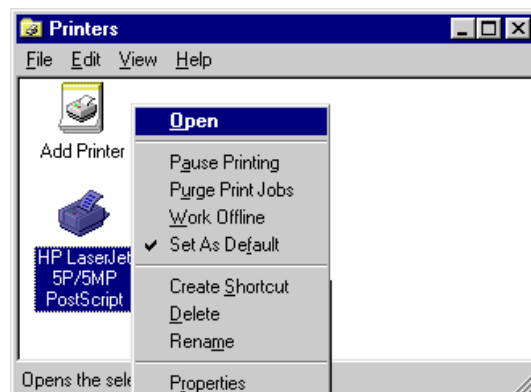 Printers
File Edit View Help
Add Printer
HP LaserJet
5P/5MP
PostScript
Open
Pause Printing
Purge Print Jobs
Work Offline
Set As Default
Create Shortcut
Delete
Rename
Properties
Opens the